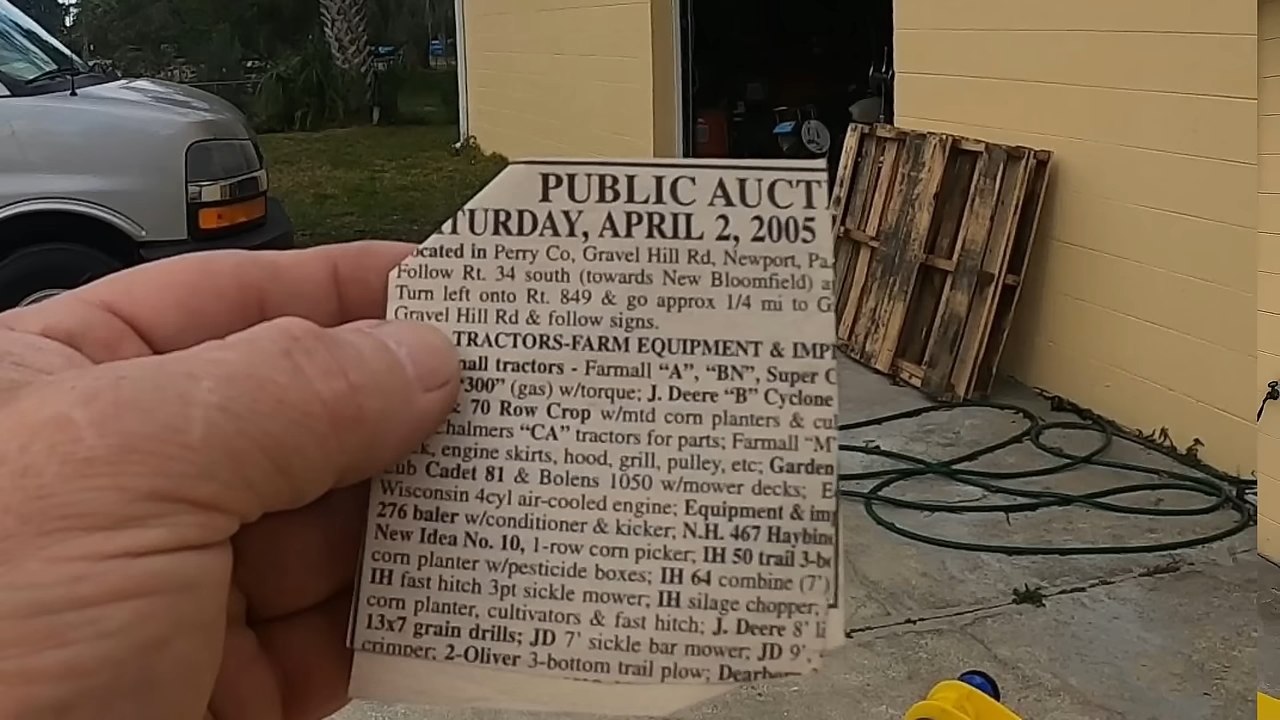 PUBLIC AUCT
TURDAY, APRIL 2, 2005
ocated in Perry Co, Gravel Hill Rd, Newport, Pa.
Follow Rt. 34 south (towards New Bloomfield) a
Turn left onto Rt. 849 & go approx 1/4 mi to G
Gravel Hill Rd & follow signs.
TRACTORS-FARM EQUIPMENT & IMP
all tractors - Farmall “A”, “BN”, Super C
“300” (gas) w/torque; J. Deere “B” Cyclone
& 70 Row Crop w/mtd corn planters & cul
halmers “CA” tractors for parts; Farmall “M”
k, engine skirts, hood, grill, pulley, etc; Garden
ub Cadet 81 & Bolens 1050 w/mower decks; E
Wisconsin 4cyl air-cooled engine; Equipment & im
276 baler w/conditioner & kicker; N.H. 467 Haybin
New Idea No. 10, 1-row corn picker; IH 50 trail 3-b
corn planter w/pesticide boxes; IH 64 combine (7’)
IH fast hitch 3pt sickle mower; IH silage chopper;
corn planter, cultivators & fast hitch; J. Deere 8’ li
13x7 grain drills; JD 7’ sickle bar mower; JD 9’,
crimper; 2-Oliver 3-bottom trail plow; Dearborn